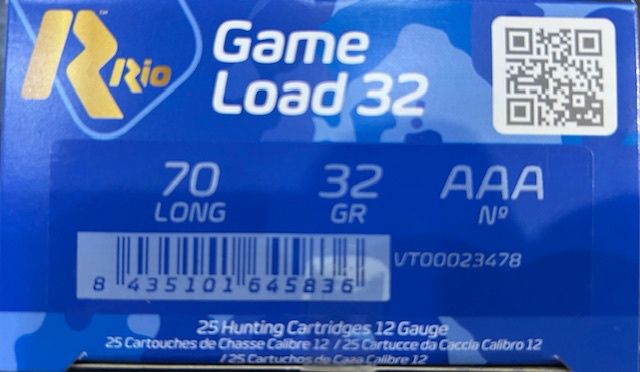 Rio
Game
Load 32
70
LONG
32
GR
AAA
Nº
8 435101 645836
VT00023478
25 Hunting Cartridges 12 Gauge
25 Cartouches de Chasse Calibre 12 / 25 Cartucce da Caccia Calibro 12
/ 25 Cartuchos de Caza Calibre 12